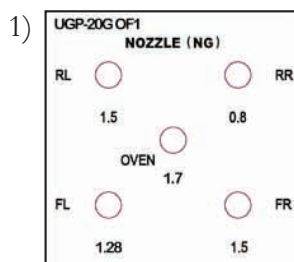 1)
UGP-20G OF1
NOZZLE (NG)
RL RR
1.5 0.8
OVEN
1.7
FL FR
1.28 1.5